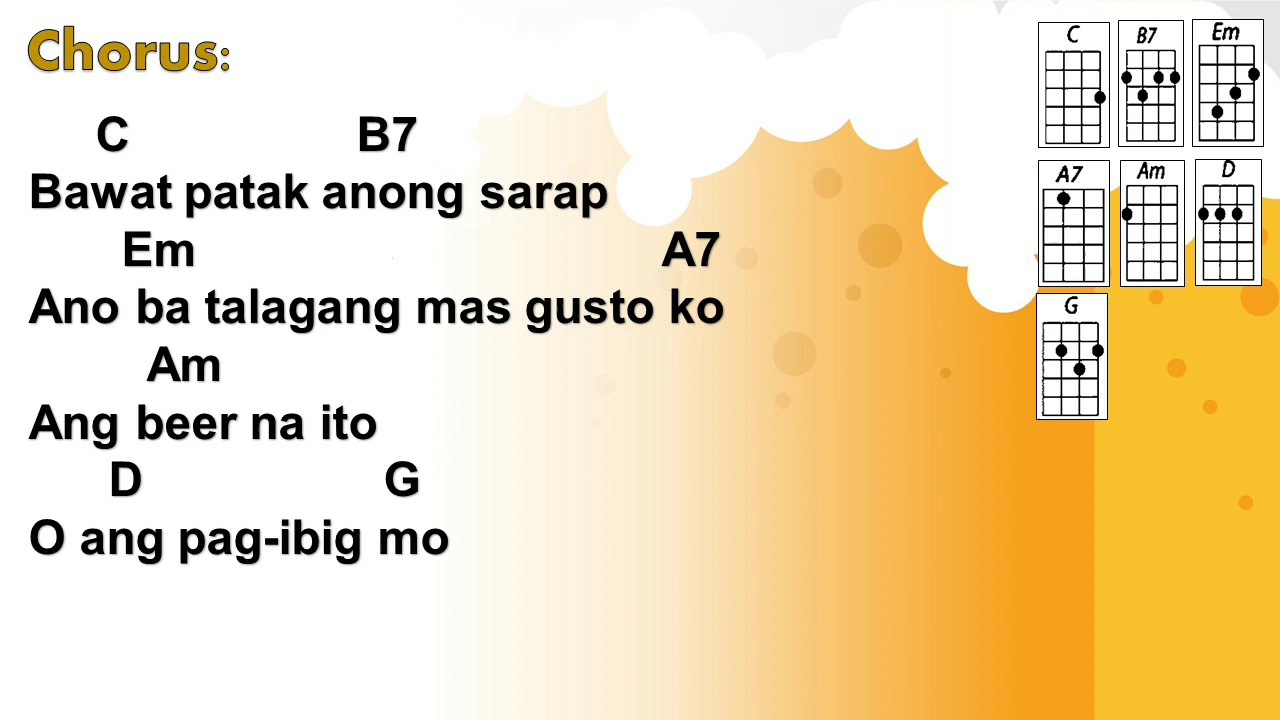 Chorus:
C B7
Bawat patak anong sarap
Em A7
Ano ba talagang mas gusto ko
Am
Ang beer na ito
D G
O ang pag-ibig mo
C B7 Em
A7 Am D
G